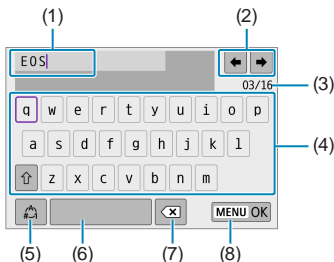 (1) (2)
EOS
03/16 (3)
q w e r t y u i o p
a s d f g h j k l (4)
z x c v b n m
MENU OK
(5) (6) (7) (8)